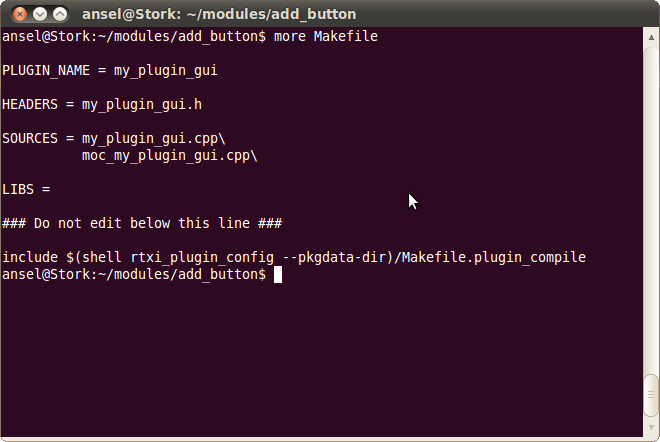 ansel@Stork: ~/modules/add_button
ansel@Stork:~/modules/add_button$ more Makefile
PLUGIN_NAME = my_plugin_gui
HEADERS = my_plugin_gui.h
SOURCES = my_plugin_gui.cpp\
moc_my_plugin_gui.cpp\
LIBS =
### Do not edit below this line ###
include $(shell rtxi_plugin_config --pkgdata-dir)/Makefile.plugin_compile
ansel@Stork:~/modules/add_button$